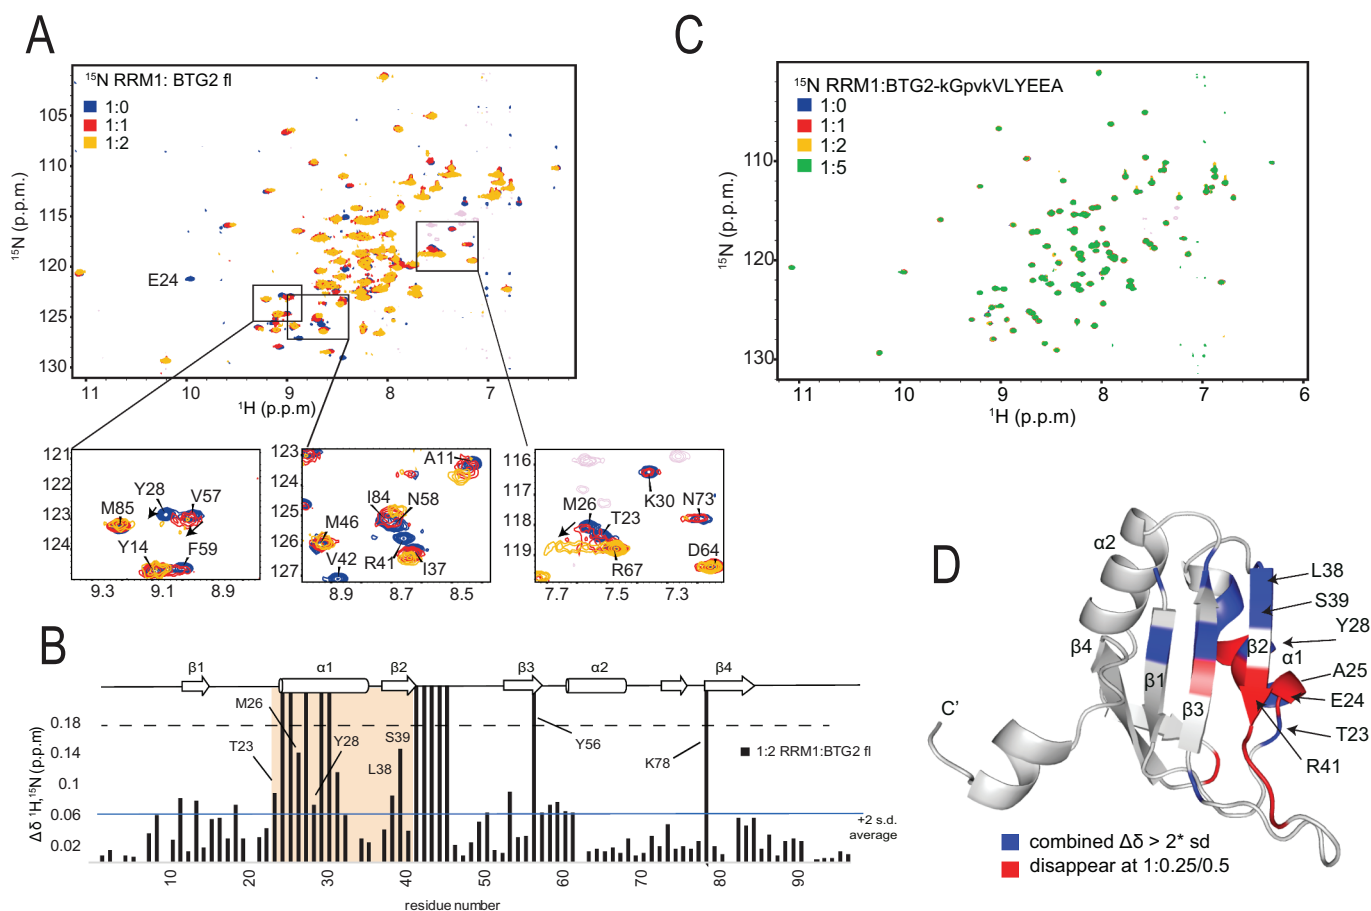 A
¹⁵N RRM1: BTG2 fl
1:0
1:1
1:2
105
110
115
120
125
130
¹⁵N (p.p.m.)
E24
11
10
9
8
7
¹H (p.p.m)
121
122
123
124
M85
Y28
V57
Y14
F59
9.3
9.1
8.9
123
124
125
126
127
A11
I84
N58
M46
V42
R41
I37
8.9
8.7
8.5
116
117
118
119
K30
M26
T23
N73
R67
D64
7.7
7.5
7.3
C
¹⁵N RRM1:BTG2-kGpvkVLYEEA
1:0
1:1
1:2
1:5
110
120
130
¹⁵N (p.p.m.)
11
10
9
8
7
6
¹H (p.p.m)
B
β1
α1
β2
β3
α2
β4
0.18
0.14
0.1
0.06
0.02
Δδ ¹H,¹⁵N (p.p.m)
M26
T23
Y28
S39
L38
Y56
K78
1:2 RRM1:BTG2 fl
+2 s.d.
average
10
20
30
40
50
60
70
80
90
residue number
D
α2
β4
β1
β3
β2
α1
C'
L38
S39
Y28
A25
E24
T23
R41
combined Δδ > 2* sd
disappear at 1:0.25/0.5